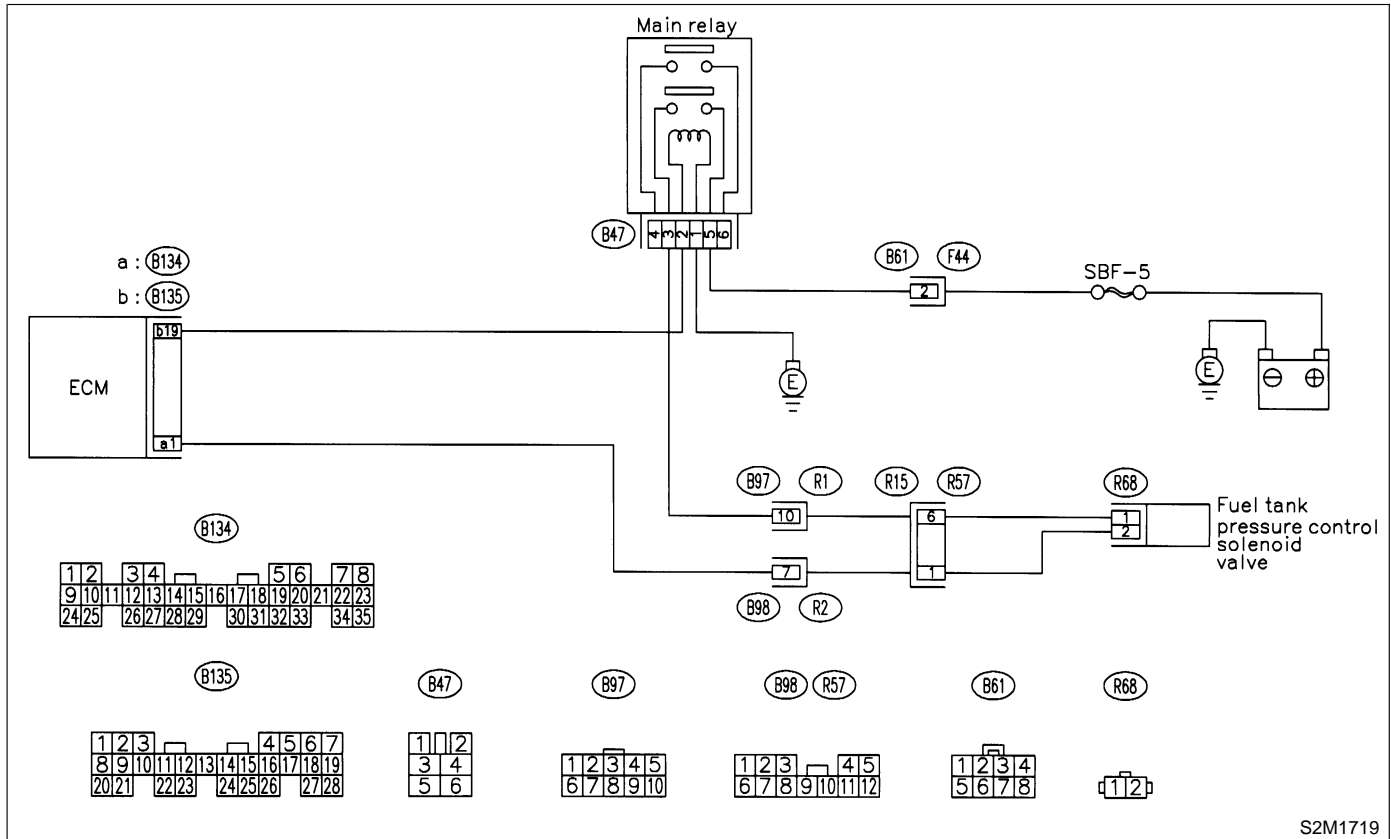 Main relay
B47
4 3 2 1 5 6
a : B134
b : B135
B61 F44
SBF-5
2
b19
ECM
a1
E
E
⊖ ⊕
B97 R1 R15 R57 R68
10 6 1
2
Fuel tank
pressure control
solenoid
valve
7 1
B98 R2
B134
1 2 3 4 5 6 7 8
9 10 11 12 13 14 15 16 17 18 19 20 21 22 23
24 25 26 27 28 29 30 31 32 33 34 35
B135 B47 B97 B98 R57 B61 R68
1 2 3 4 5 6 7
8 9 10 11 12 13 14 15 16 17 18 19
20 21 22 23 24 25 26 27 28
1 2
3 4
5 6
1 2 3 4 5
6 7 8 9 10
1 2 3 4 5
6 7 8 9 10 11 12
1 2 3 4
5 6 7 8
1 2
S2M1719